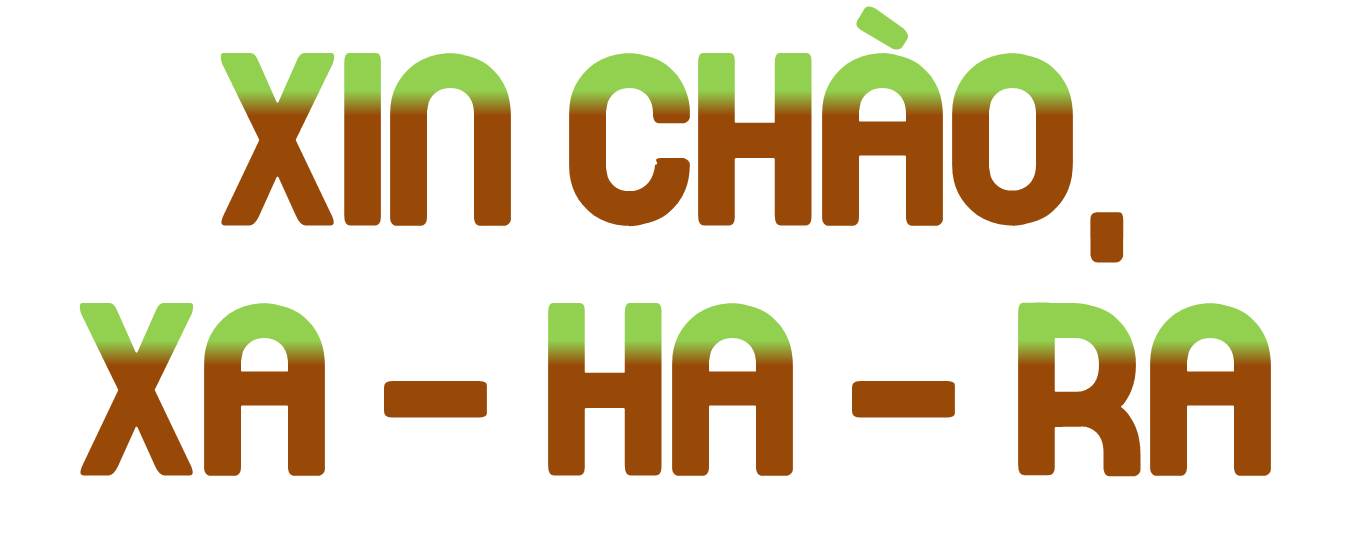 XIN CHÀO,
XA – HA – RA